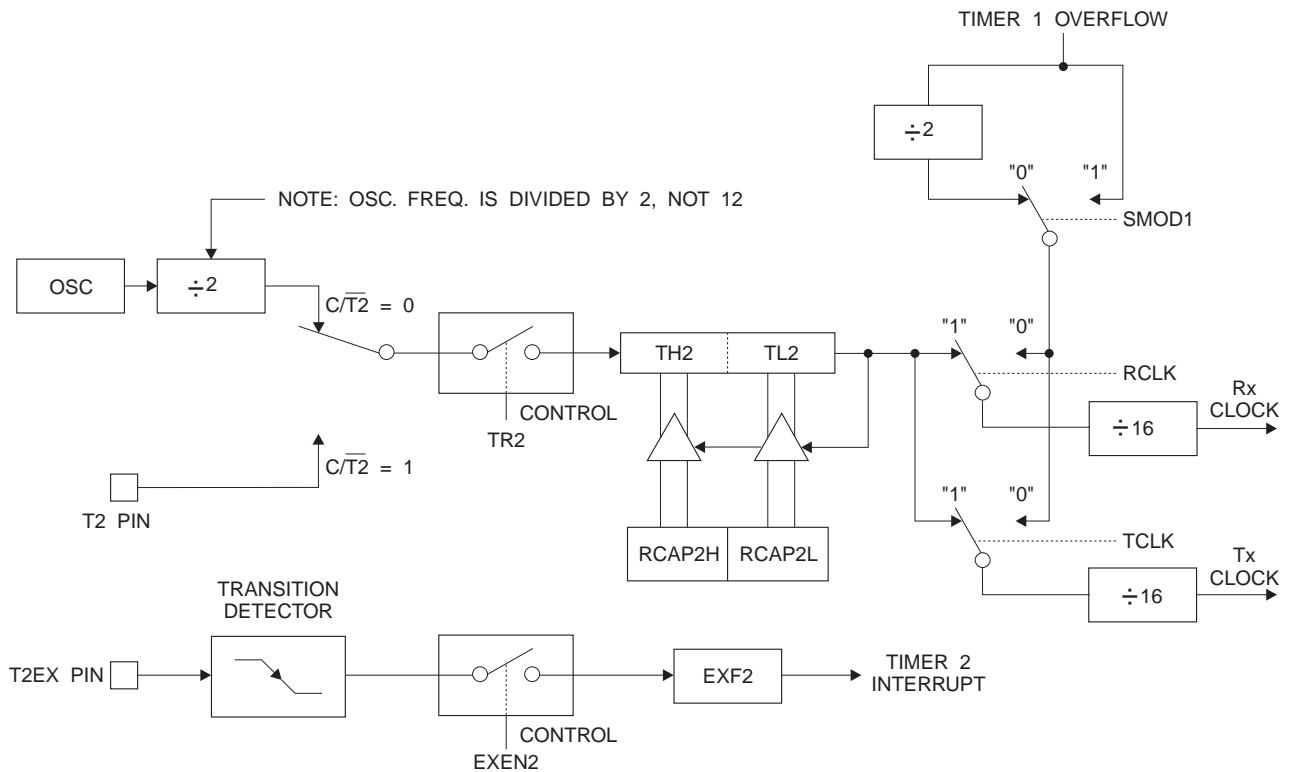 TIMER 1 OVERFLOW
÷2
"0" "1"
NOTE: OSC. FREQ. IS DIVIDED BY 2, NOT 12
SMOD1
OSC
÷2
C/T̅2̅ = 0
TH2 TL2
"1" "0"
RCLK
CONTROL
TR2
÷16
Rx
CLOCK
C/T̅2̅ = 1
T2 PIN
"1" "0"
RCAP2H RCAP2L
TCLK
÷16
Tx
CLOCK
TRANSITION
DETECTOR
T2EX PIN
EXF2
TIMER 2
INTERRUPT
CONTROL
EXEN2